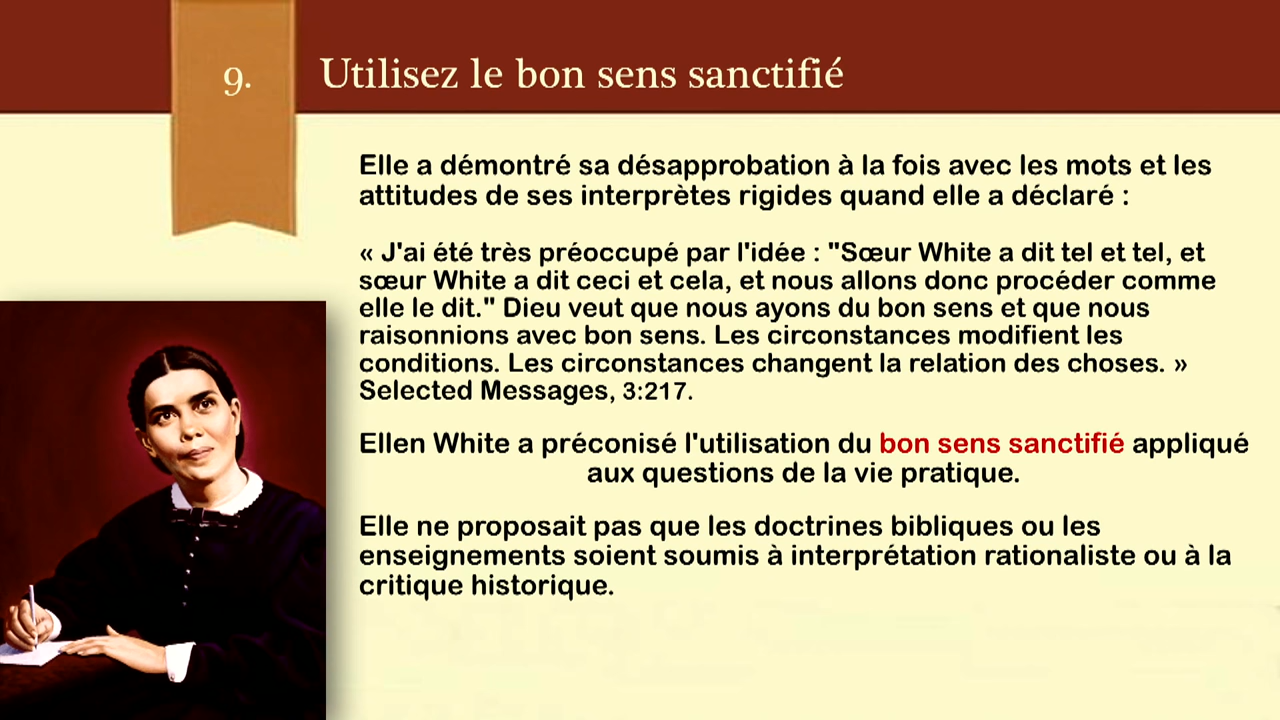 9. Utilisez le bon sens sanctifié
Elle a démontré sa désapprobation à la fois avec les mots et les
attitudes de ses interprètes rigides quand elle a déclaré :
« J'ai été très préoccupé par l'idée : "Sœur White a dit tel et tel, et
sœur White a dit ceci et cela, et nous allons donc procéder comme
elle le dit." Dieu veut que nous ayons du bon sens et que nous
raisonnions avec bon sens. Les circonstances modifient les
conditions. Les circonstances changent la relation des choses. »
Selected Messages, 3:217.
Ellen White a préconisé l'utilisation du bon sens sanctifié appliqué
aux questions de la vie pratique.
Elle ne proposait pas que les doctrines bibliques ou les
enseignements soient soumis à interprétation rationaliste ou à la
critique historique.